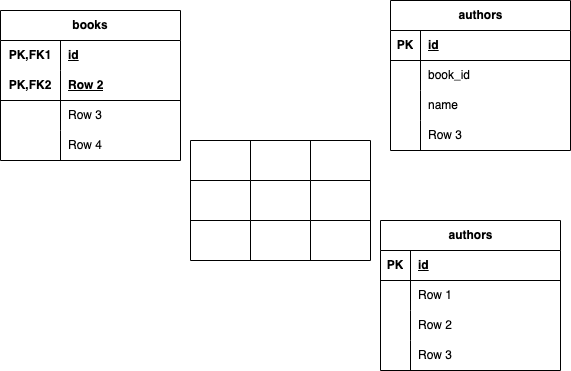 books
PK,FK1 id
PK,FK2 Row 2
Row 3
Row 4
authors
PK id
book_id
name
Row 3
authors
PK id
Row 1
Row 2
Row 3